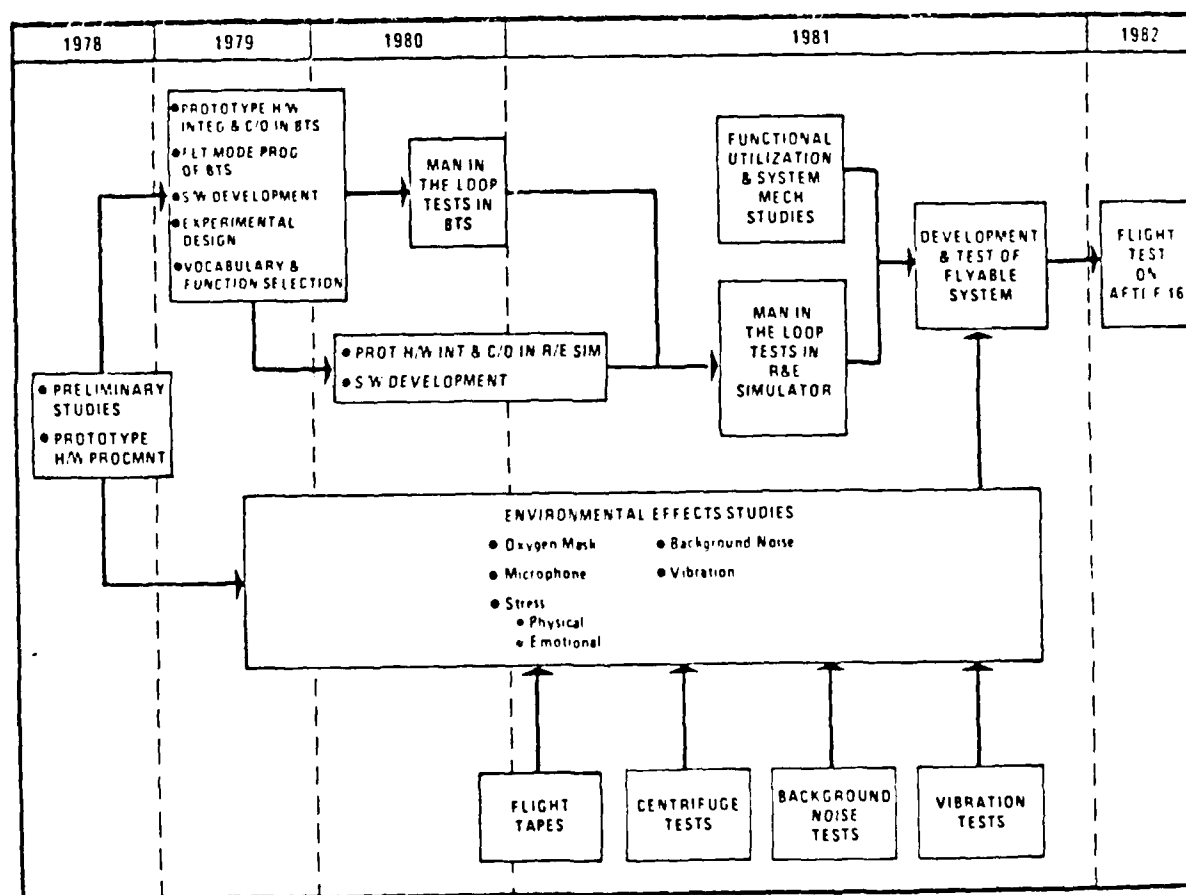 1978 1979 1980 1981 1982
● PROTOTYPE H/W
INTEG & C/O IN BTS
● FLT MODE PROG
OF BTS
● S/W DEVELOPMENT
● EXPERIMENTAL
DESIGN
● VOCABULARY &
FUNCTION SELECTION
MAN IN
THE LOOP
TESTS IN
BTS
FUNCTIONAL
UTILIZATION
& SYSTEM
MECH
STUDIES
DEVELOPMENT
& TEST OF
FLYABLE
SYSTEM
FLIGHT
TEST
ON
AFTI F 16
● PROT H/W INT & C/O IN R/E SIM
● S/W DEVELOPMENT
MAN IN
THE LOOP
TESTS IN
R&E
SIMULATOR
● PRELIMINARY
STUDIES
● PROTOTYPE
H/W PROCMNT
ENVIRONMENTAL EFFECTS STUDIES
● Oxygen Mask ● Background Noise
● Microphone ● Vibration
● Stress
● Physical
● Emotional
FLIGHT
TAPES
CENTRIFUGE
TESTS
BACKGROUND
NOISE
TESTS
VIBRATION
TESTS